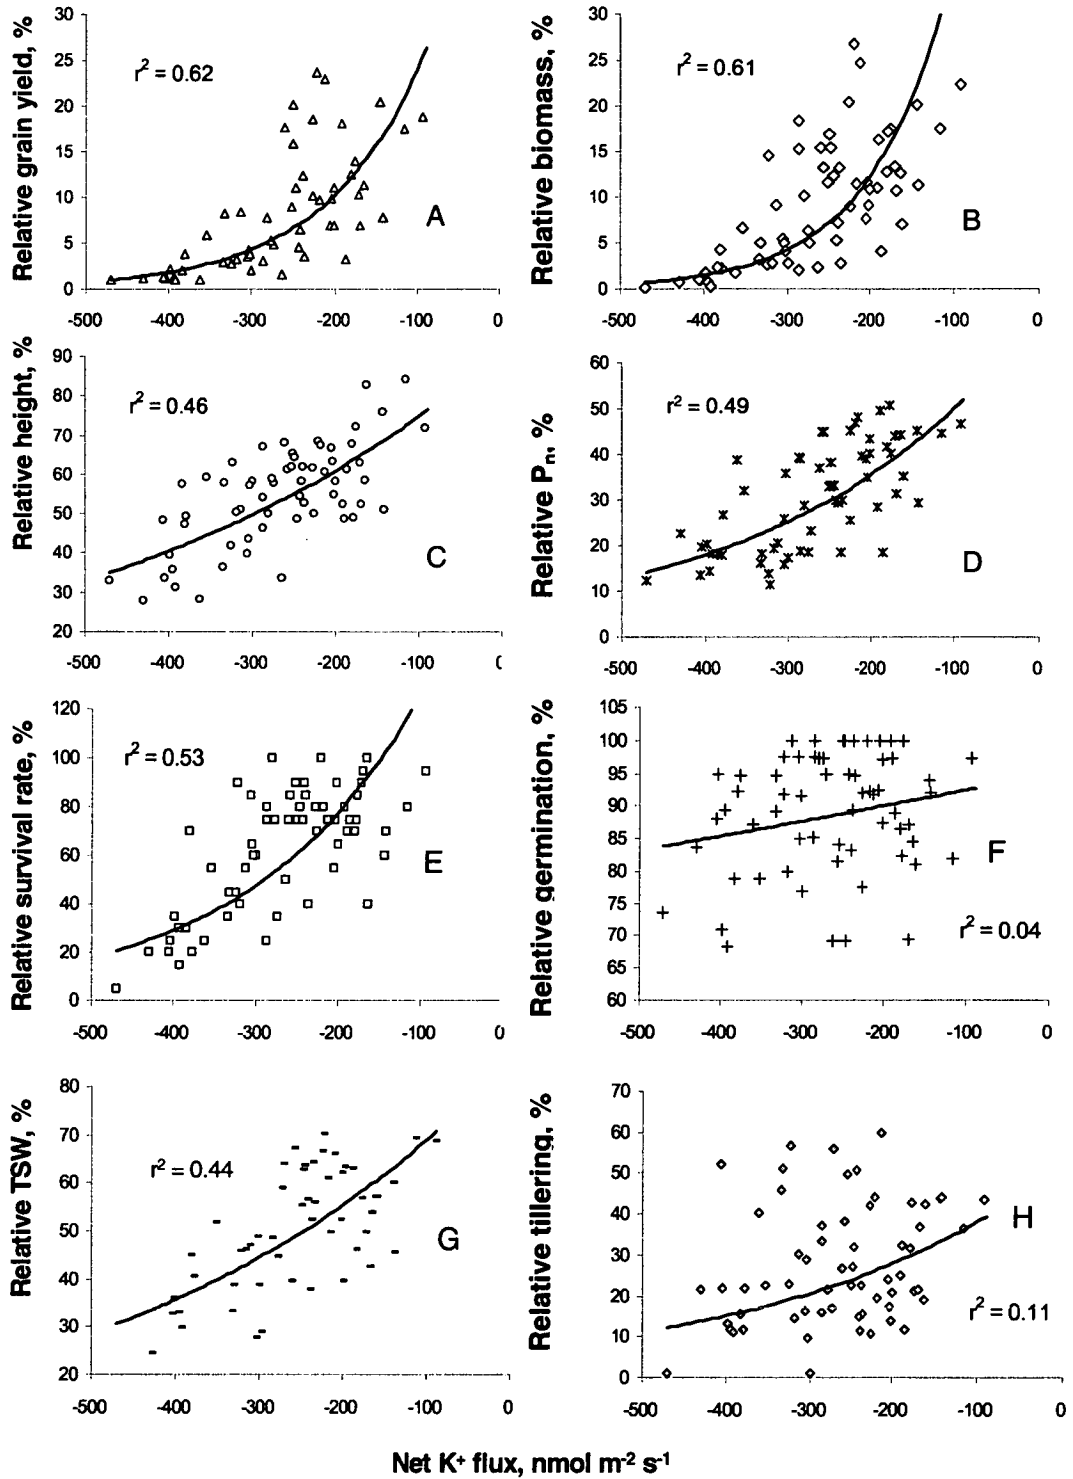 Relative grain yield, %
30
25
20
15
10
5
0
r² = 0.62
A
-500 -400 -300 -200 -100 0
Relative biomass, %
30
25
20
15
10
5
0
r² = 0.61
B
-500 -400 -300 -200 -100 0
Relative height, %
90
80
70
60
50
40
30
20
r² = 0.46
C
-500 -400 -300 -200 -100 0
Relative Pn, %
60
50
40
30
20
10
0
r² = 0.49
D
-500 -400 -300 -200 -100 0
Relative survival rate, %
120
100
80
60
40
20
0
r² = 0.53
E
-500 -400 -300 -200 -100 0
Relative germination, %
105
100
95
90
85
80
75
70
65
60
F
r² = 0.04
-500 -400 -300 -200 -100 0
Relative TSW, %
80
70
60
50
40
30
20
r² = 0.44
G
-500 -400 -300 -200 -100 0
Relative tillering, %
70
60
50
40
30
20
10
0
H
r² = 0.11
-500 -400 -300 -200 -100 0
Net K⁺ flux, nmol m⁻² s⁻¹